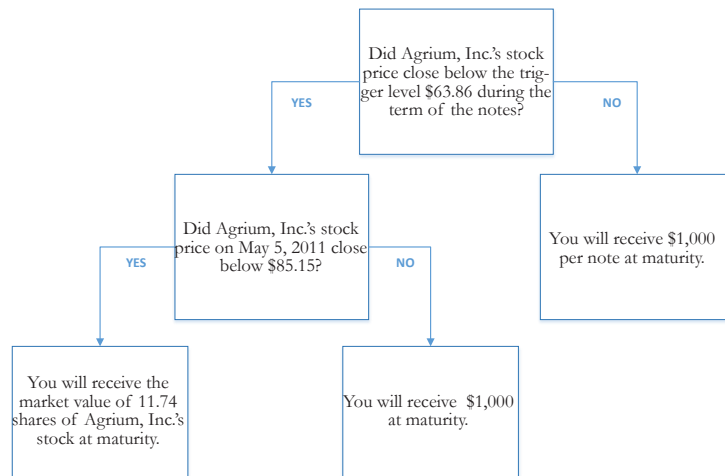 Did Agrium, Inc.'s stock
price close below the trig-
ger level $63.86 during the
term of the notes?
YES
NO
Did Agrium, Inc.'s stock
price on May 5, 2011 close
below $85.15?
You will receive $1,000
per note at maturity.
YES
NO
You will receive the
market value of 11.74
shares of Agrium, Inc.'s
stock at maturity.
You will receive $1,000
at maturity.